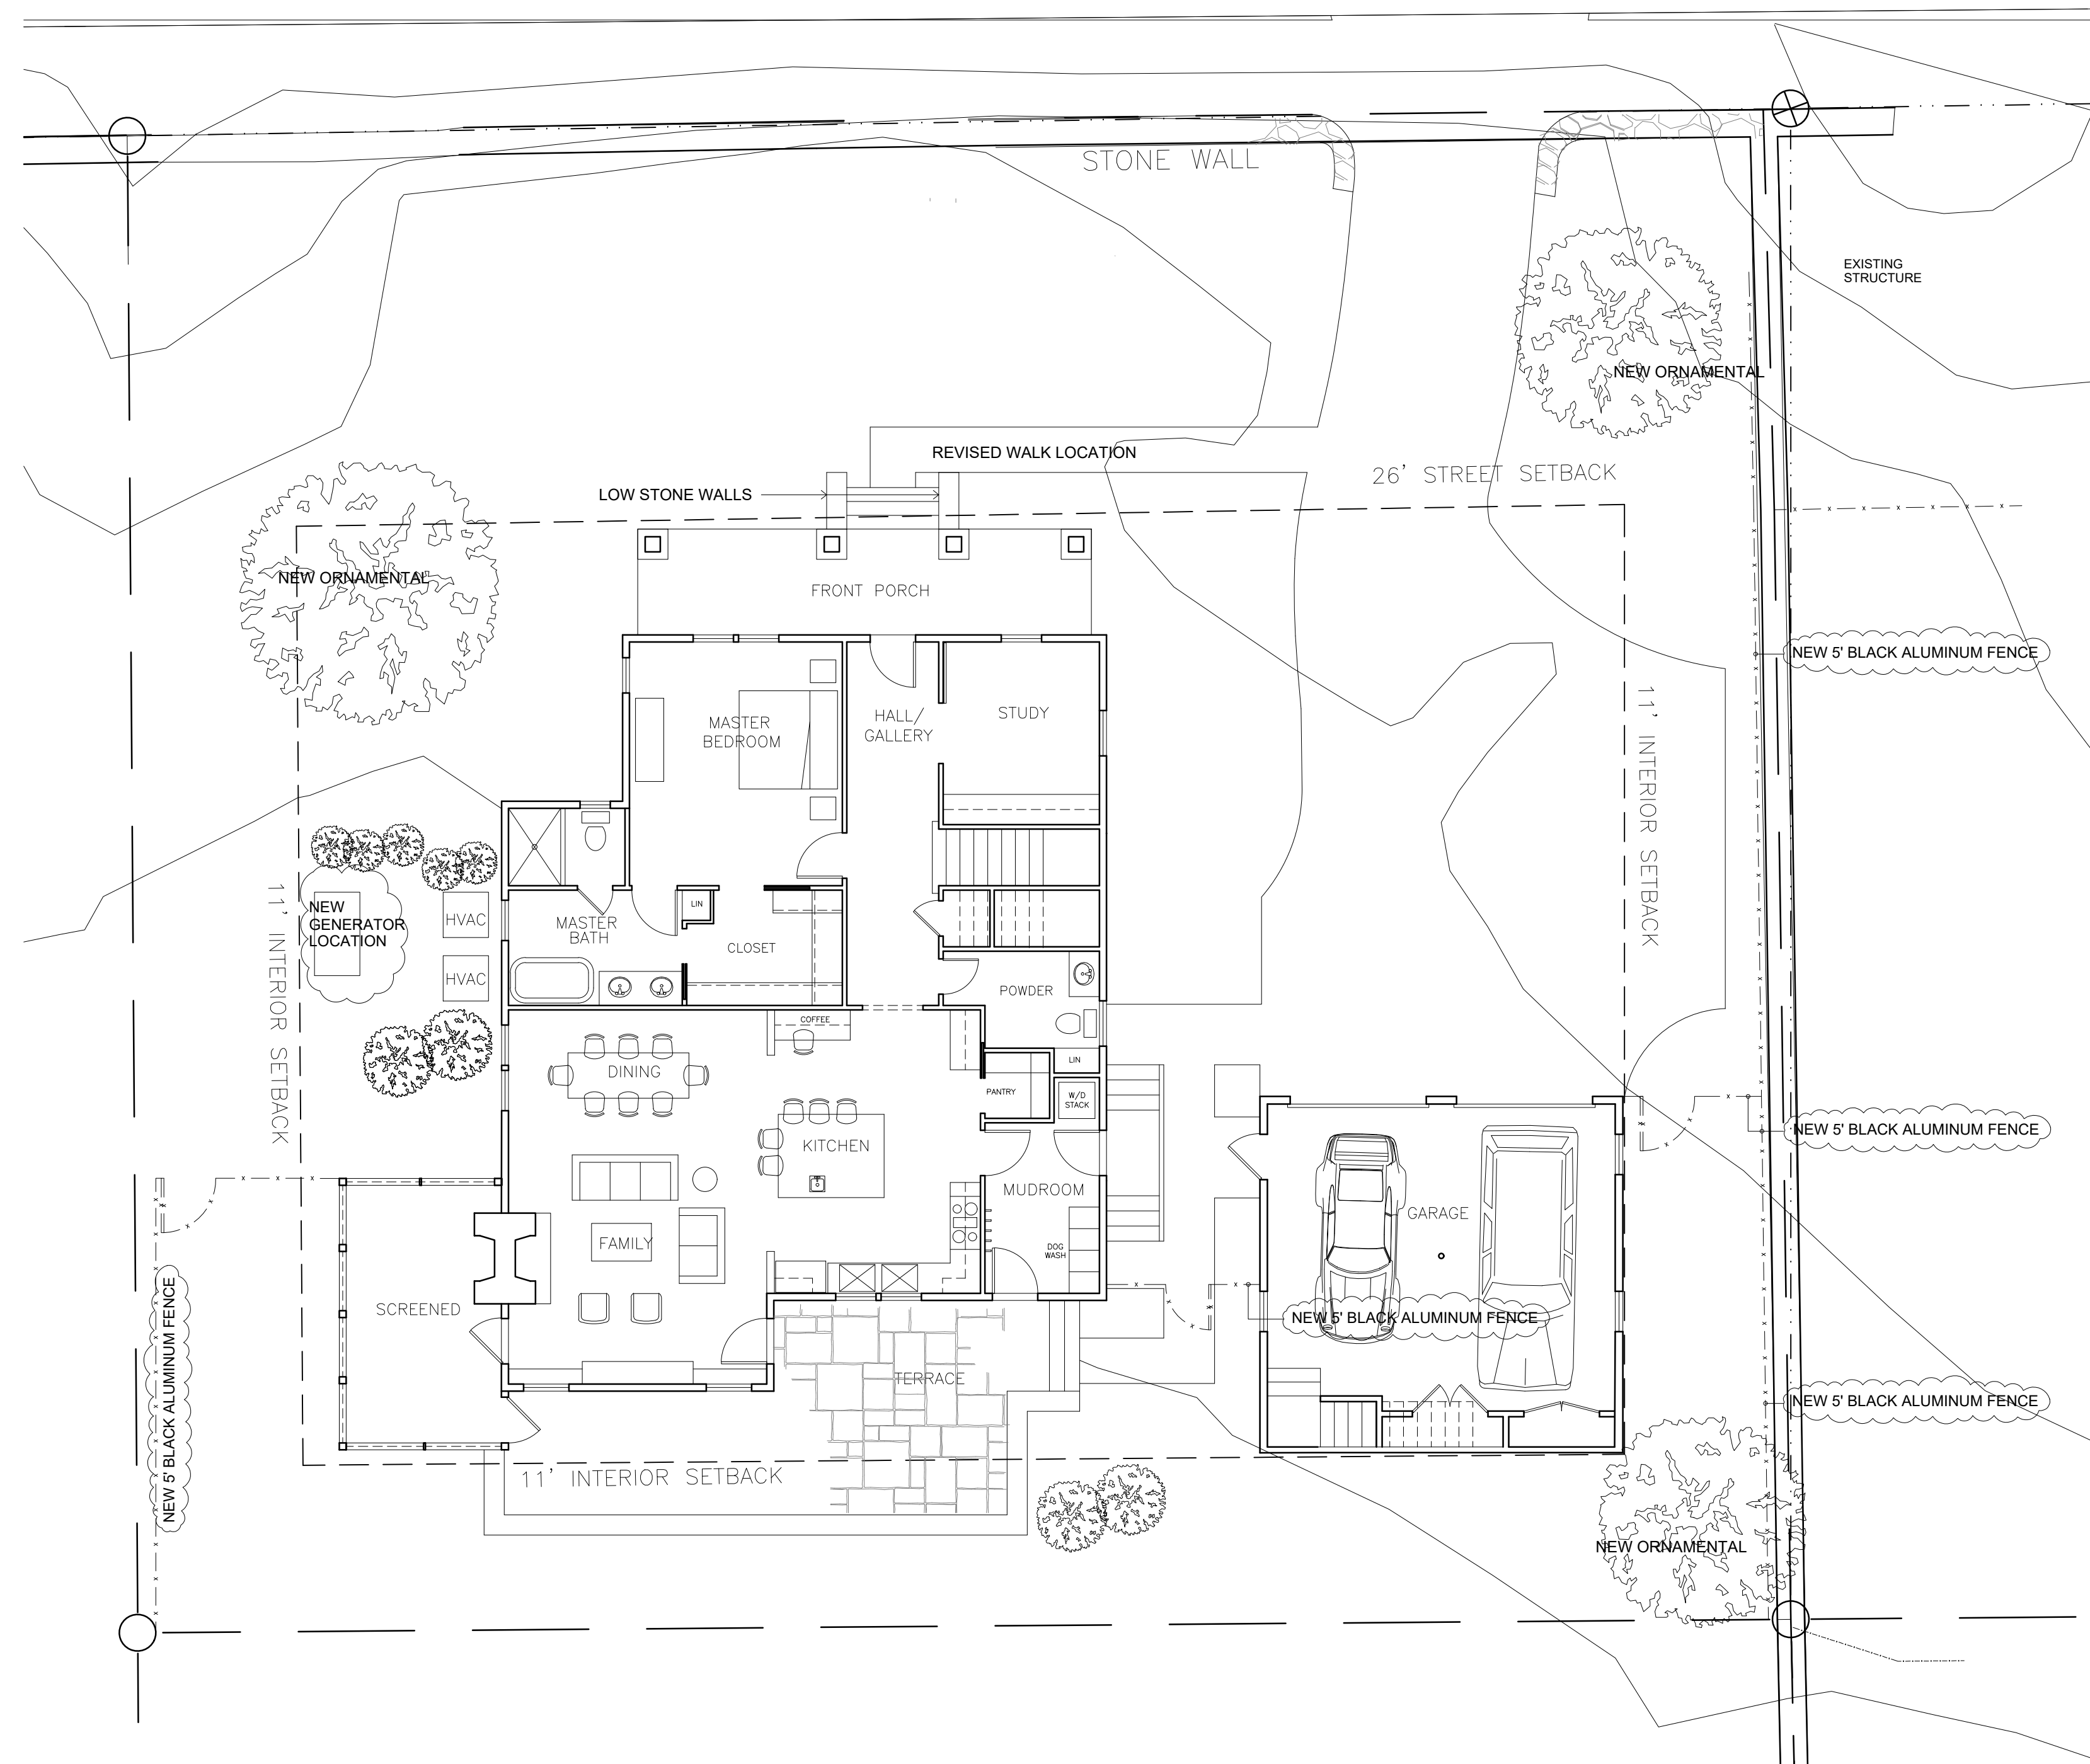 STONE WALL
EXISTING
STRUCTURE
NEW ORNAMENTAL
REVISED WALK LOCATION
26' STREET SETBACK
LOW STONE WALLS
NEW ORNAMENTAL
FRONT PORCH
NEW 5' BLACK ALUMINUM FENCE
11' INTERIOR SETBACK
MASTER
BEDROOM
HALL/
GALLERY
STUDY
11' INTERIOR SETBACK
NEW
GENERATOR
LOCATION
HVAC
HVAC
MASTER
BATH
LIN
CLOSET
POWDER
COFFEE
LIN
DINING
PANTRY
W/D
STACK
NEW 5' BLACK ALUMINUM FENCE
KITCHEN
MUDROOM
GARAGE
FAMILY
DOG
WASH
SCREENED
NEW 5' BLACK ALUMINUM FENCE
NEW 5' BLACK ALUMINUM FENCE
TERRACE
NEW 5' BLACK ALUMINUM FENCE
11' INTERIOR SETBACK
NEW ORNAMENTAL